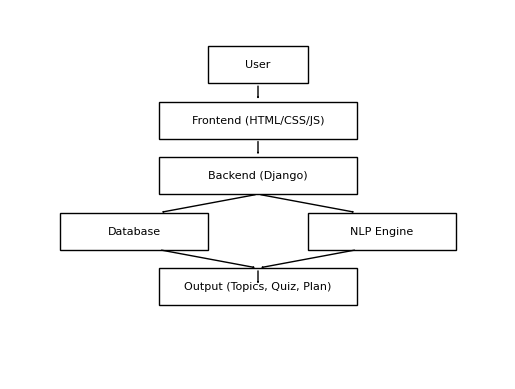 User
Frontend (HTML/CSS/JS)
Backend (Django)
Database
NLP Engine
Output (Topics, Quiz, Plan)